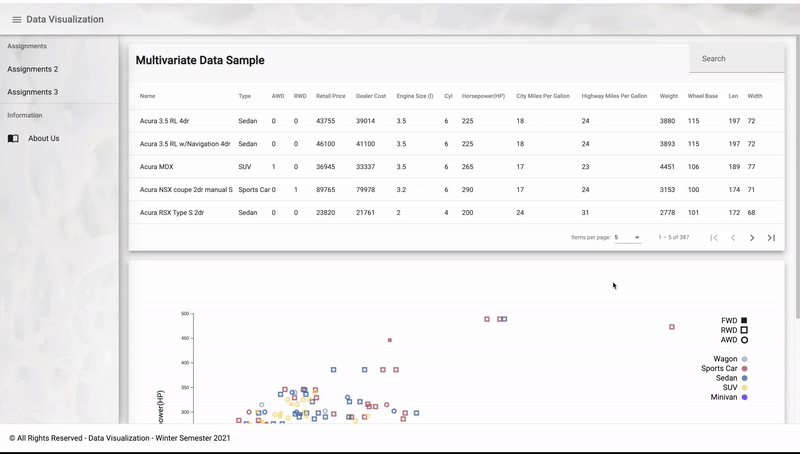 Data Visualization
Assignments
Assignments 2
Assignments 3
Information
About Us
Multivariate Data Sample
Search
Name Type AWD RWD Retail Price Dealer Cost Engine Size (l) Cyl Horsepower(HP) City Miles Per Gallon Highway Miles Per Gallon Weight Wheel Base Len Width
Acura 3.5 RL 4dr Sedan 0 0 43755 39014 3.5 6 225 18 24 3880 115 197 72
Acura 3.5 RL w/Navigation 4dr Sedan 0 0 46100 41100 3.5 6 225 18 24 3893 115 197 72
Acura MDX SUV 1 0 36945 33337 3.5 6 265 17 23 4451 106 189 77
Acura NSX coupe 2dr manual S Sports Car 0 1 89765 79978 3.2 6 290 17 24 3153 100 174 71
Acura RSX Type S 2dr Sedan 0 0 23820 21761 2 4 200 24 31 2778 101 172 68
Items per page: 5 1 – 5 of 387
500
450
400
350
300
FWD
RWD
AWD
Wagon
Sports Car
Sedan
SUV
Minivan
© All Rights Reserved - Data Visualization - Winter Semester 2021